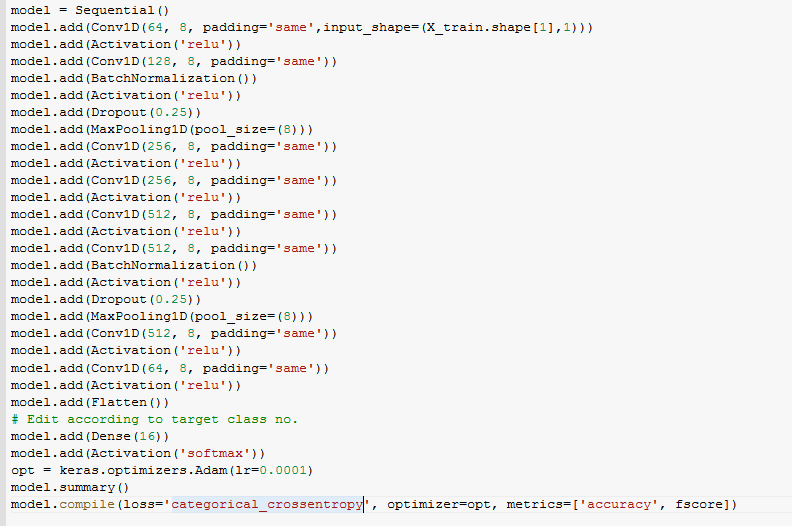 model = Sequential()
model.add(Conv1D(64, 8, padding='same',input_shape=(X_train.shape[1],1)))
model.add(Activation('relu'))
model.add(Conv1D(128, 8, padding='same'))
model.add(BatchNormalization())
model.add(Activation('relu'))
model.add(Dropout(0.25))
model.add(MaxPooling1D(pool_size=(8)))
model.add(Conv1D(256, 8, padding='same'))
model.add(Activation('relu'))
model.add(Conv1D(256, 8, padding='same'))
model.add(Activation('relu'))
model.add(Conv1D(512, 8, padding='same'))
model.add(Activation('relu'))
model.add(Conv1D(512, 8, padding='same'))
model.add(BatchNormalization())
model.add(Activation('relu'))
model.add(Dropout(0.25))
model.add(MaxPooling1D(pool_size=(8)))
model.add(Conv1D(512, 8, padding='same'))
model.add(Activation('relu'))
model.add(Conv1D(64, 8, padding='same'))
model.add(Activation('relu'))
model.add(Flatten())
# Edit according to target class no.
model.add(Dense(16))
model.add(Activation('softmax'))
opt = keras.optimizers.Adam(lr=0.0001)
model.summary()
model.compile(loss='categorical_crossentropy', optimizer=opt, metrics=['accuracy', fscore])